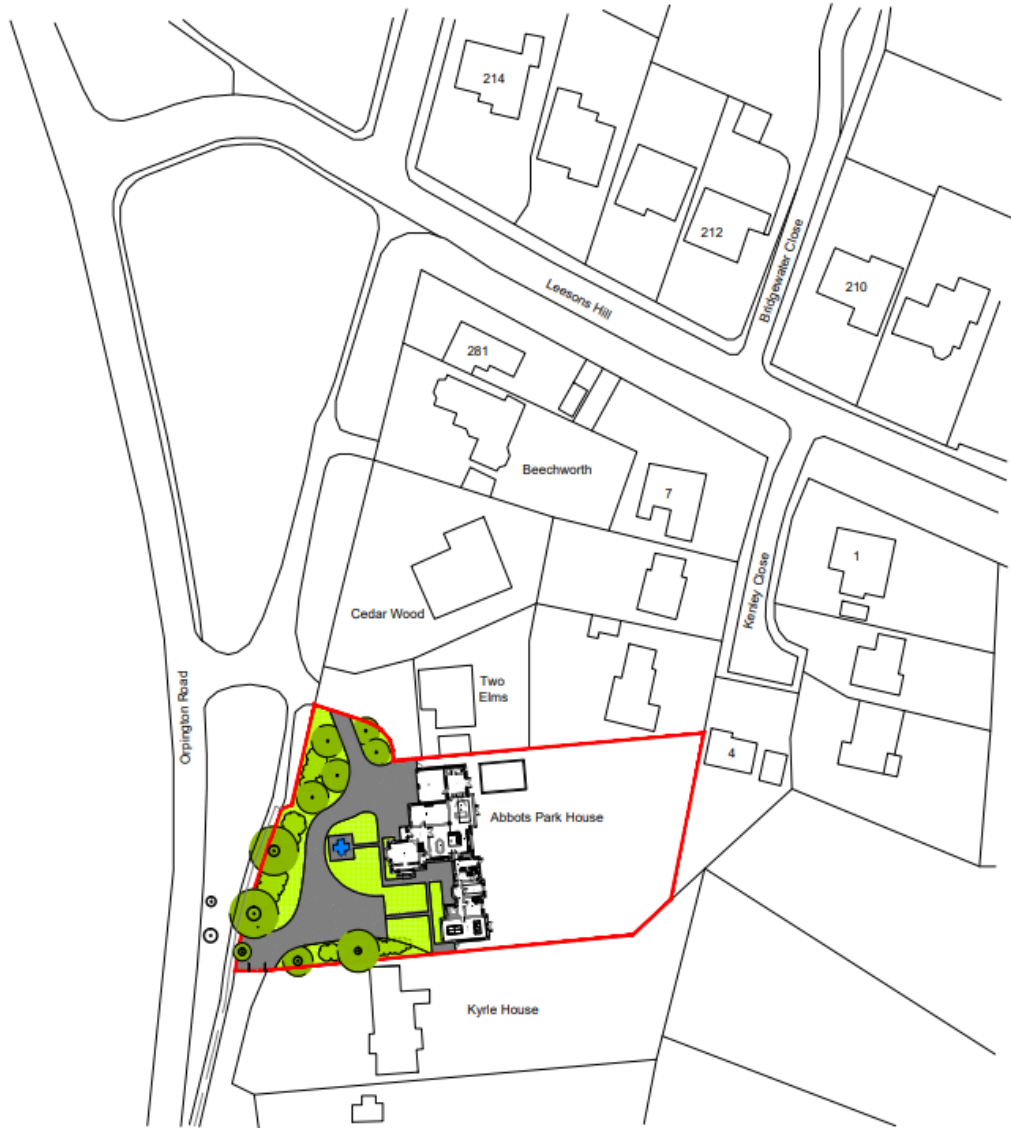 214
212
Bridgewater Close
210
Leesons Hill
281
Beechworth
7
1
Kenley Close
Cedar Wood
Two
Elms
Orpington Road
4
Abbots Park House
Kyrle House